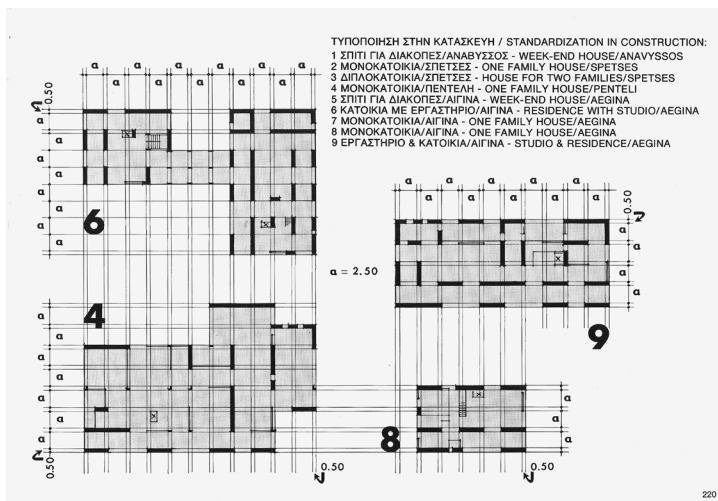 ΤΥΠΟΠΟΙΗΣΗ ΣΤΗΝ ΚΑΤΑΣΚΕΥΗ / STANDARDIZATION IN CONSTRUCTION:
1 ΣΠΙΤΙ ΓΙΑ ΔΙΑΚΟΠΕΣ/ΑΝΑΒΥΣΣΟΣ - WEEK-END HOUSE/ANAVYSSOS
2 ΜΟΝΟΚΑΤΟΙΚΙΑ/ΣΠΕΤΣΕΣ - ONE FAMILY HOUSE/SPETSES
3 ΔΙΠΛΟΚΑΤΟΙΚΙΑ/ΣΠΕΤΣΕΣ - HOUSE FOR TWO FAMILIES/SPETSES
4 ΜΟΝΟΚΑΤΟΙΚΙΑ/ΠΕΝΤΕΛΗ - ONE FAMILY HOUSE/PENTELI
5 ΣΠΙΤΙ ΓΙΑ ΔΙΑΚΟΠΕΣ/ΑΙΓΙΝΑ - WEEK-END HOUSE/AEGINA
6 ΚΑΤΟΙΚΙΑ ΜΕ ΕΡΓΑΣΤΗΡΙΟ/ΑΙΓΙΝΑ - RESIDENCE WITH STUDIO/AEGINA
7 ΜΟΝΟΚΑΤΟΙΚΙΑ/ΑΙΓΙΝΑ - ONE FAMILY HOUSE/AEGINA
8 ΜΟΝΟΚΑΤΟΙΚΙΑ/ΑΙΓΙΝΑ - ONE FAMILY HOUSE/AEGINA
9 ΕΡΓΑΣΤΗΡΙΟ & ΚΑΤΟΙΚΙΑ/ΑΙΓΙΝΑ - STUDIO & RESIDENCE/AEGINA
a a a a a
a a a a a
0.50
a
a
a
a
a
a
a
6
a a a a a
a a a a a
0.50
a
a
a
a
9
a = 2.50
4
a
a
a
a
a
a
a
0.50
0.50
8
a
a
a
0.50
220